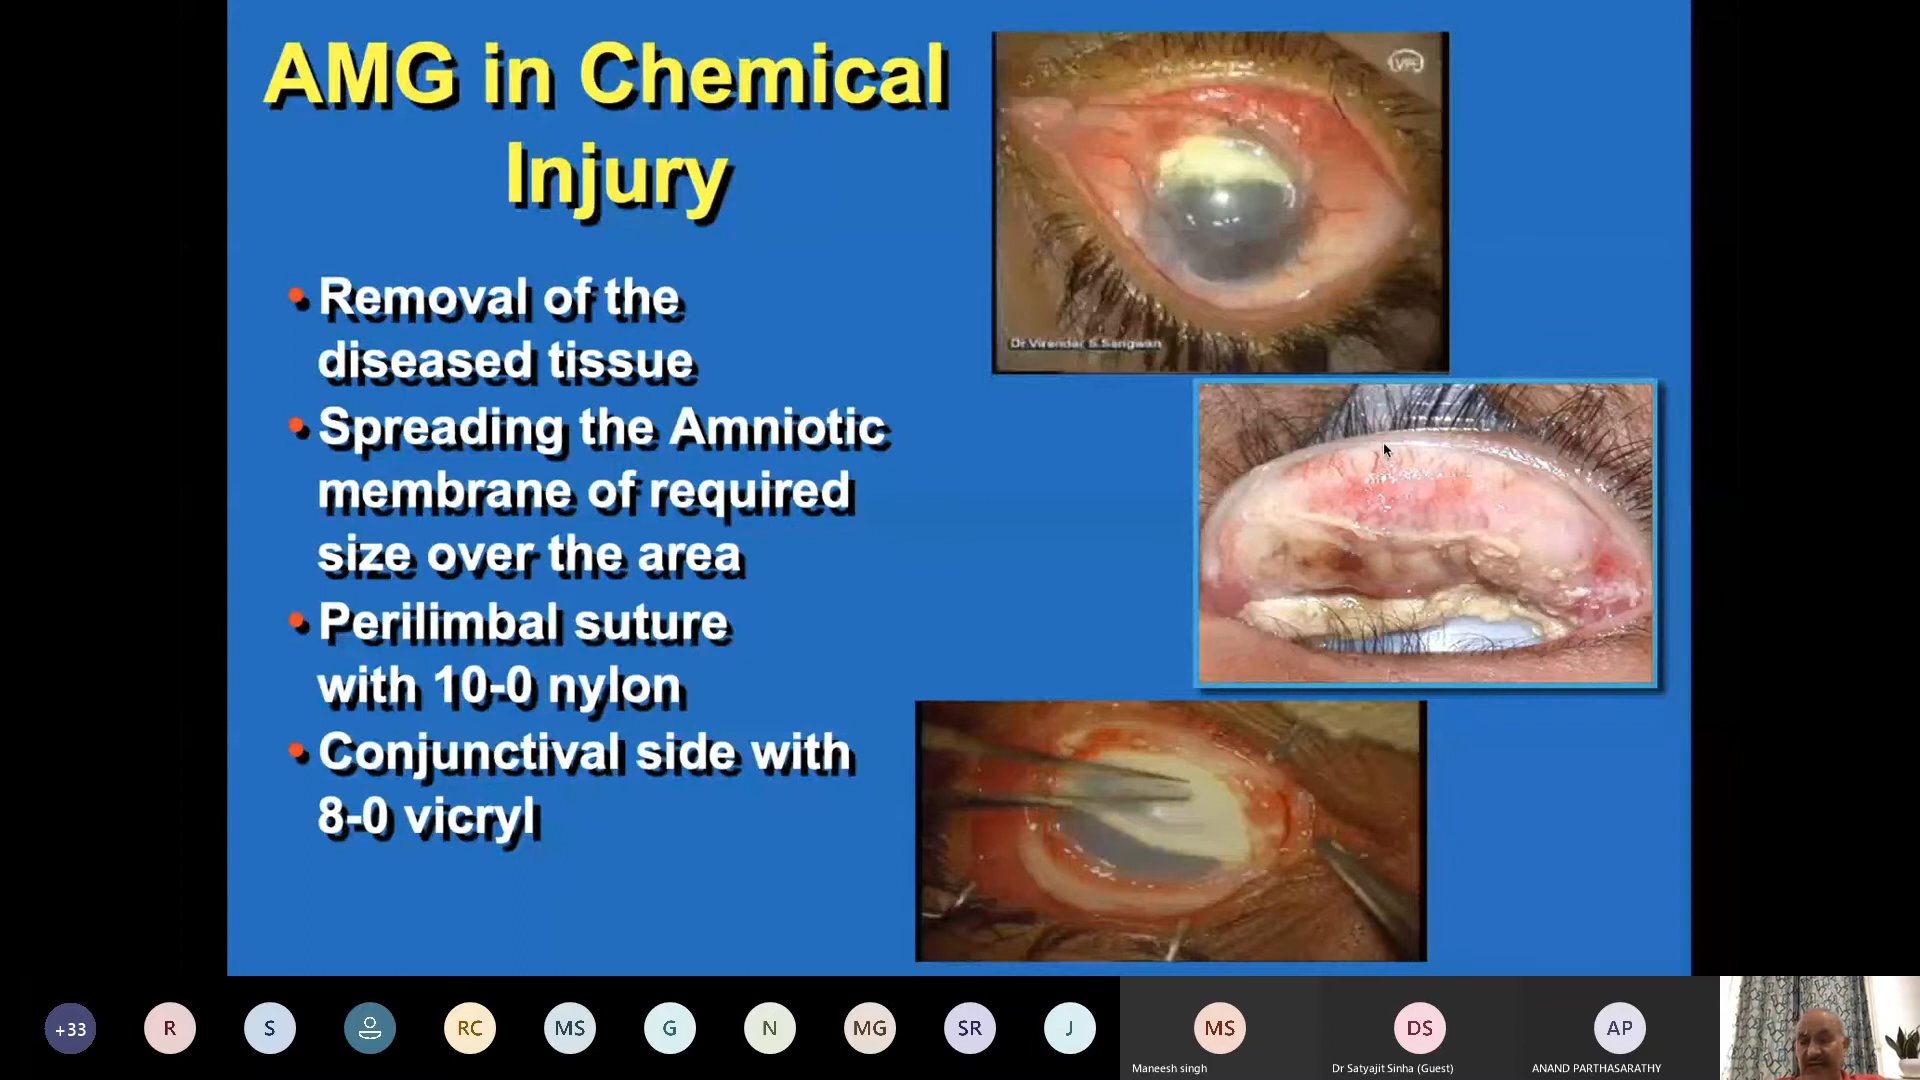 AMG in Chemical
Injury
• Removal of the
diseased tissue
• Spreading the Amniotic
membrane of required
size over the area
• Perilimbal suture
with 10-0 nylon
• Conjunctival side with
8-0 vicryl
Dr.Virender S.Sangwan
+33
R
S
RC
MS
G
N
MG
SR
J
MS
DS
AP
Maneesh singh
Dr Satyajit Sinha (Guest)
ANAND PARTHASARATHY